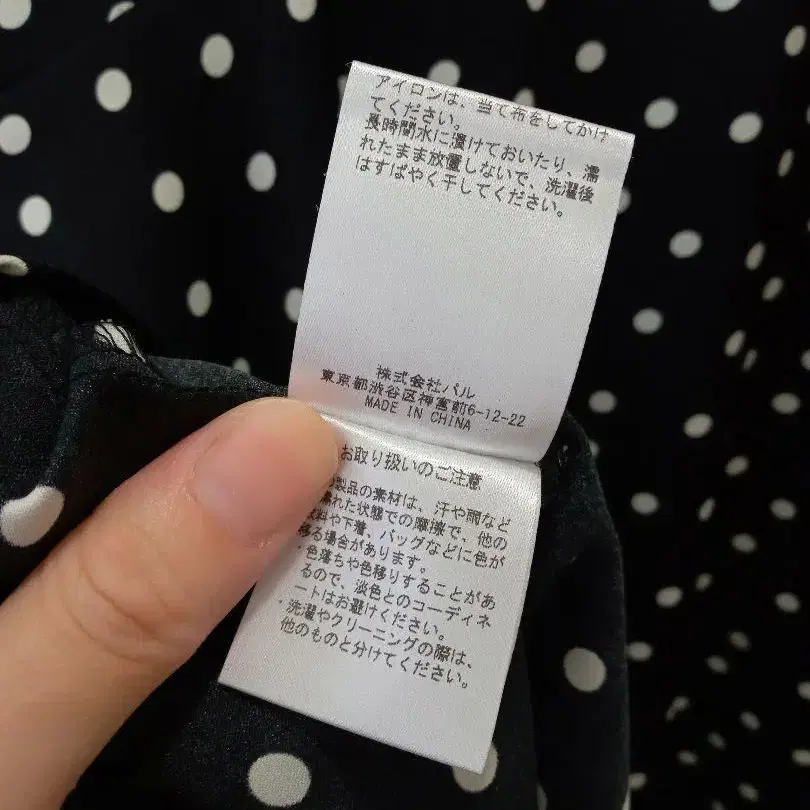 アイロンは、当て布をしてかけ
てください。
長時間水に漬けておいたり、濡
れたまま放置しないで、洗濯後
はすばやく干してください。
株式会社パル
東京都渋谷区神宮前6-12-22
MADE IN CHINA
お取り扱いのご注意
の製品の素材は、汗や雨など
濡れた状態での摩擦で、他の
衣料や下着、バッグなどに色が
移る場合があります。
・色落ちや色移りすることがあ
るので、淡色とのコーディネ
ートはお避けください。
・洗濯やクリーニングの際は、
他のものと分けてください。